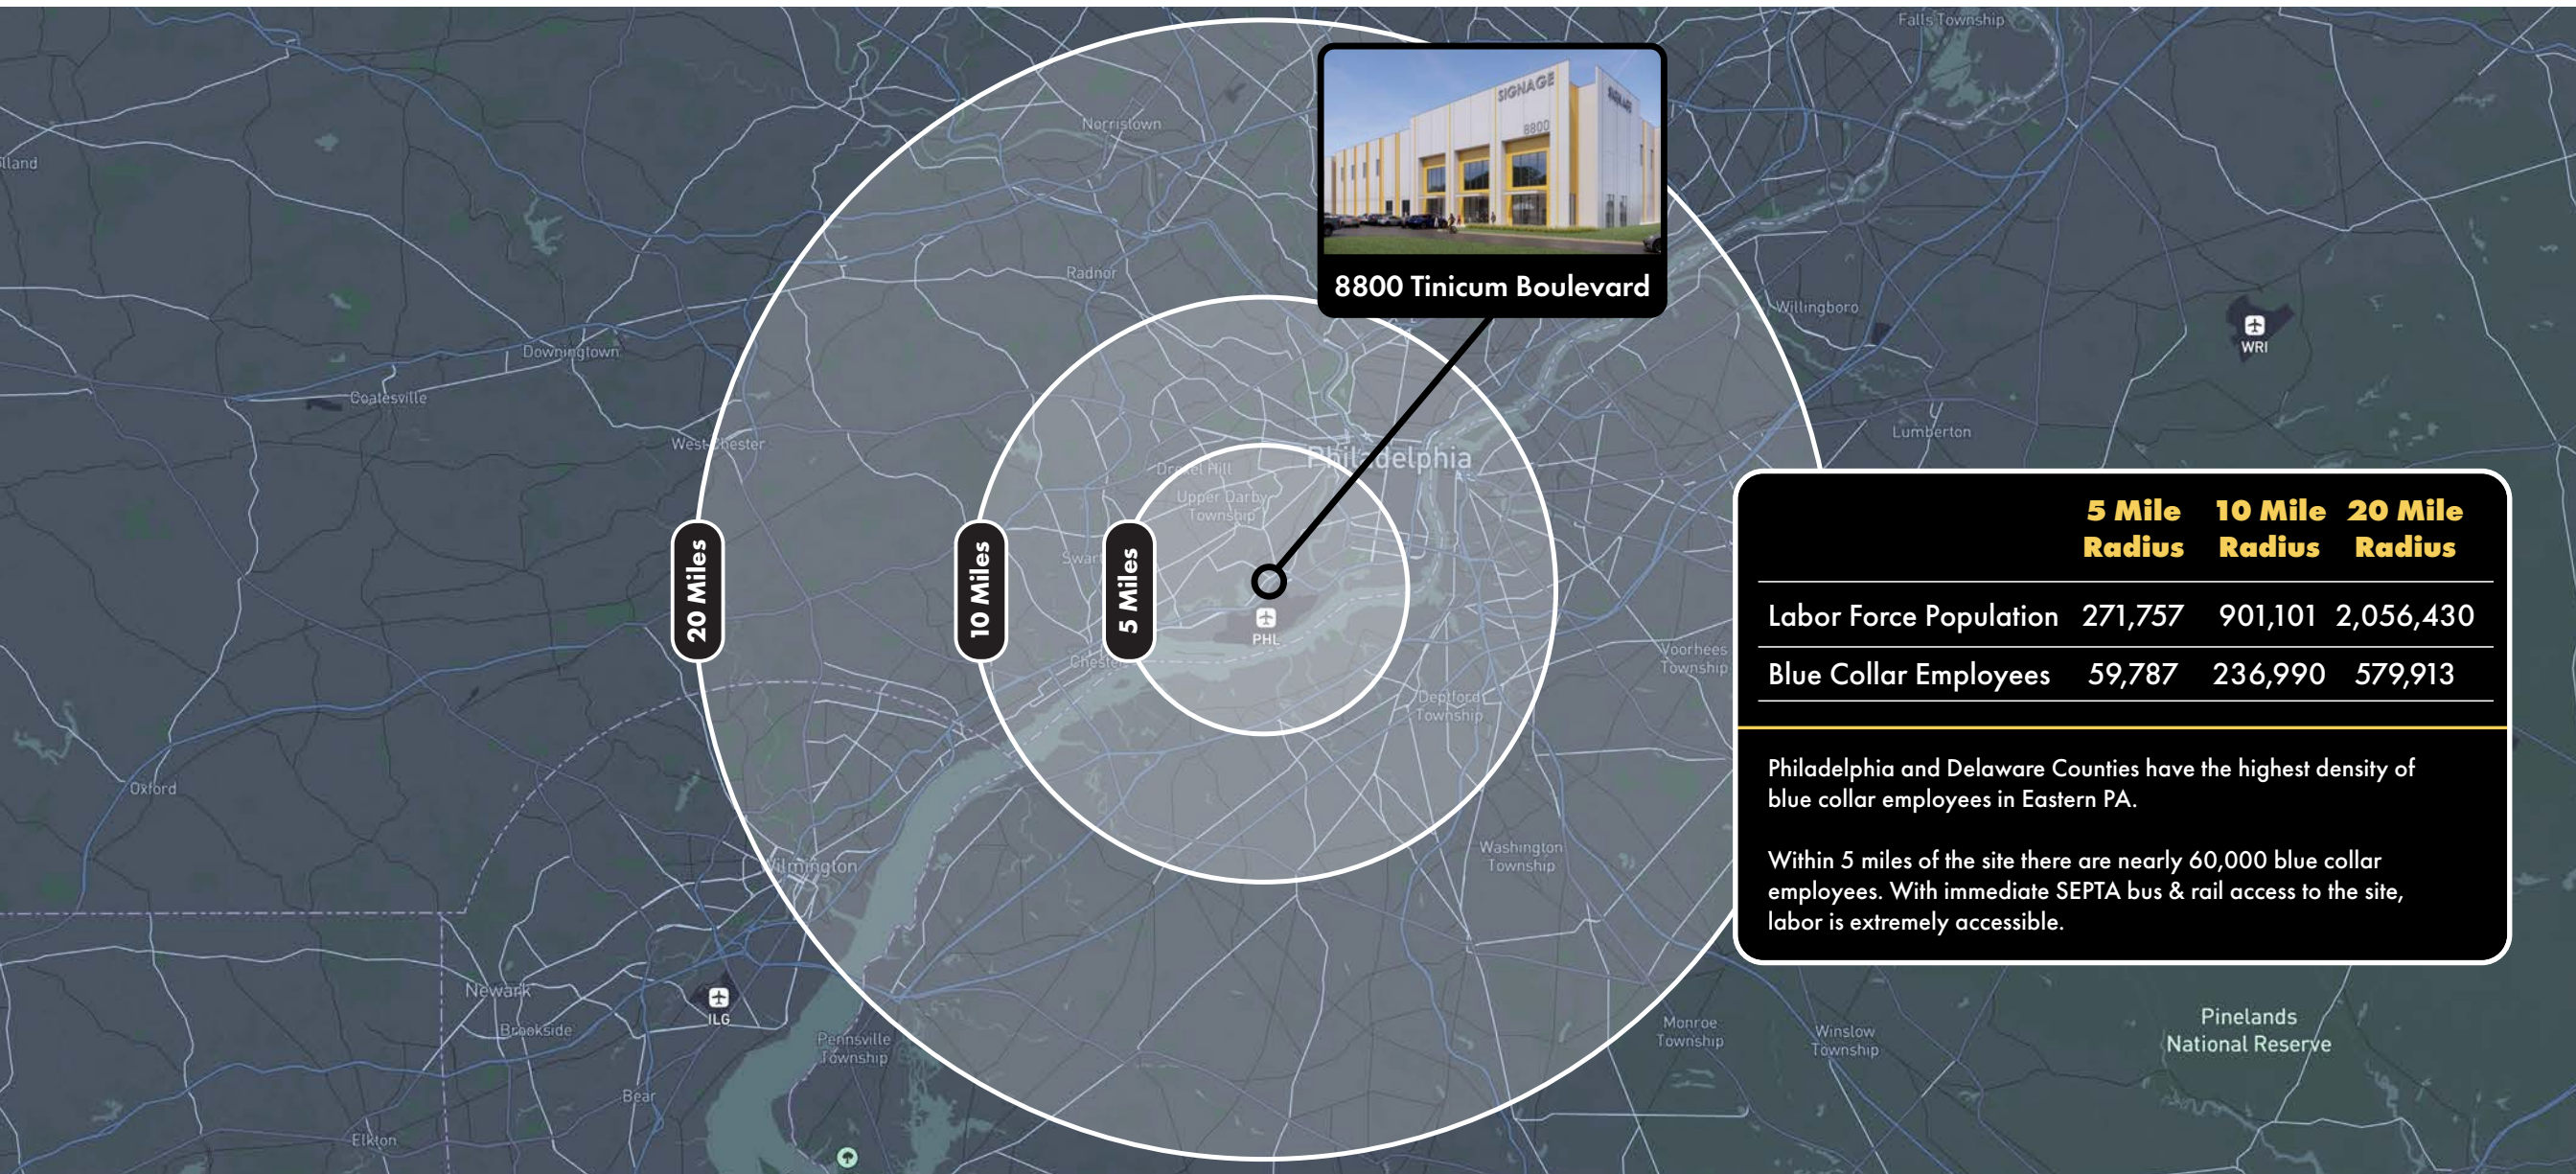 Falls Township
Norristown
SIGNAGE
SIGNAGE
8800
8800 Tinicum Boulevard
Radnor
Willingboro
WRI
Downingtown
Coatesville
West Chester
Lumberton
Philadelphia
Drexel Hill
Upper Darby
Township
20 Miles
10 Miles
5 Miles
PHL
Voorhees
Township
Deptford
Township
5 Mile 10 Mile 20 Mile
Radius Radius Radius
Labor Force Population 271,757 901,101 2,056,430
Blue Collar Employees 59,787 236,990 579,913
Philadelphia and Delaware Counties have the highest density of
blue collar employees in Eastern PA.
Within 5 miles of the site there are nearly 60,000 blue collar
employees. With immediate SEPTA bus & rail access to the site,
labor is extremely accessible.
Oxford
Wilmington
Washington
Township
Newark
Brookside
ILG
Pennsville
Township
Bear
Elkton
Monroe
Township
Winslow
Township
Pinelands
National Reserve